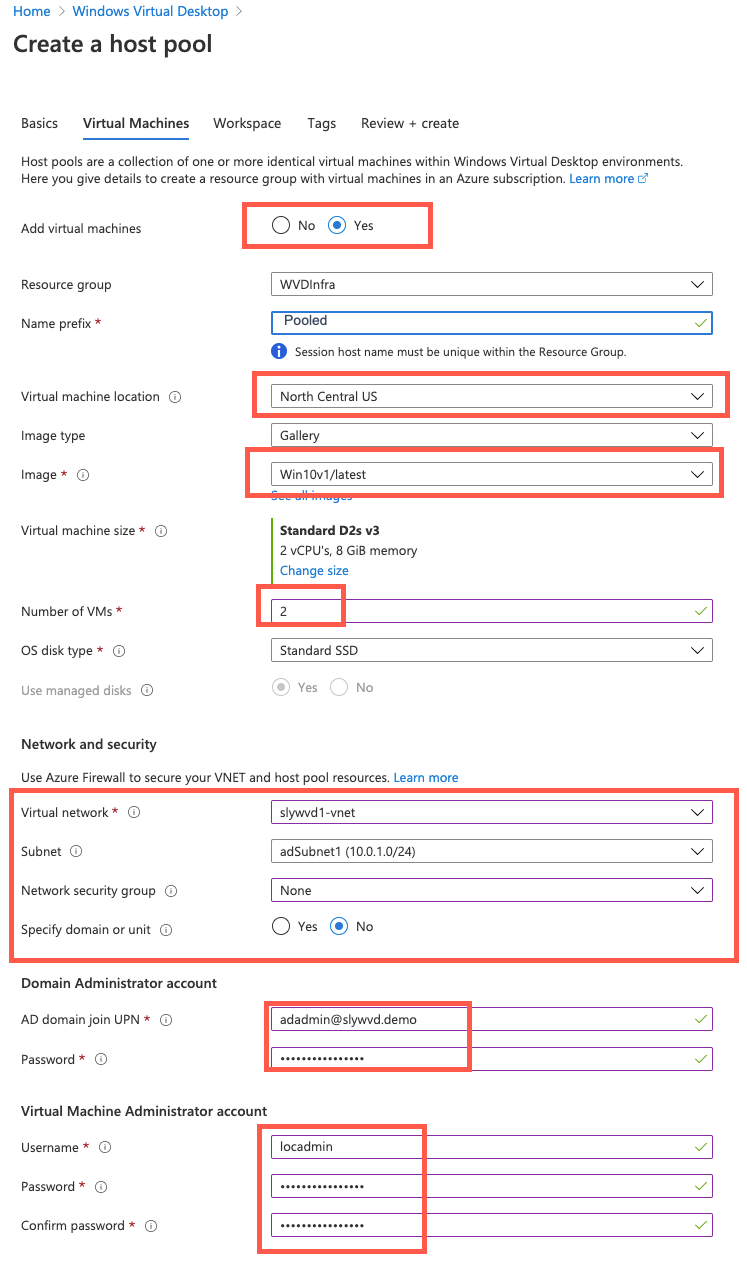 Home > Windows Virtual Desktop >
Create a host pool
Basics Virtual Machines Workspace Tags Review + create
Host pools are a collection of one or more identical virtual machines within Windows Virtual Desktop environments.
Here you give details to create a resource group with virtual machines in an Azure subscription. Learn more
Add virtual machines No Yes
Resource group WVDInfra
Name prefix * Pooled
Session host name must be unique within the Resource Group.
Virtual machine location North Central US
Image type Gallery
Image * Win10v1/latest
See all images
Virtual machine size * Standard D2s v3
2 vCPU's, 8 GiB memory
Change size
Number of VMs * 2
OS disk type * Standard SSD
Use managed disks Yes No
Network and security
Use Azure Firewall to secure your VNET and host pool resources. Learn more
Virtual network * slywvd1-vnet
Subnet adSubnet1 (10.0.1.0/24)
Network security group None
Specify domain or unit Yes No
Domain Administrator account
AD domain join UPN * adadmin@slywvd.demo
Password * ••••••••••••••••
Virtual Machine Administrator account
Username * locadmin
Password * ••••••••••••••••
Confirm password * ••••••••••••••••